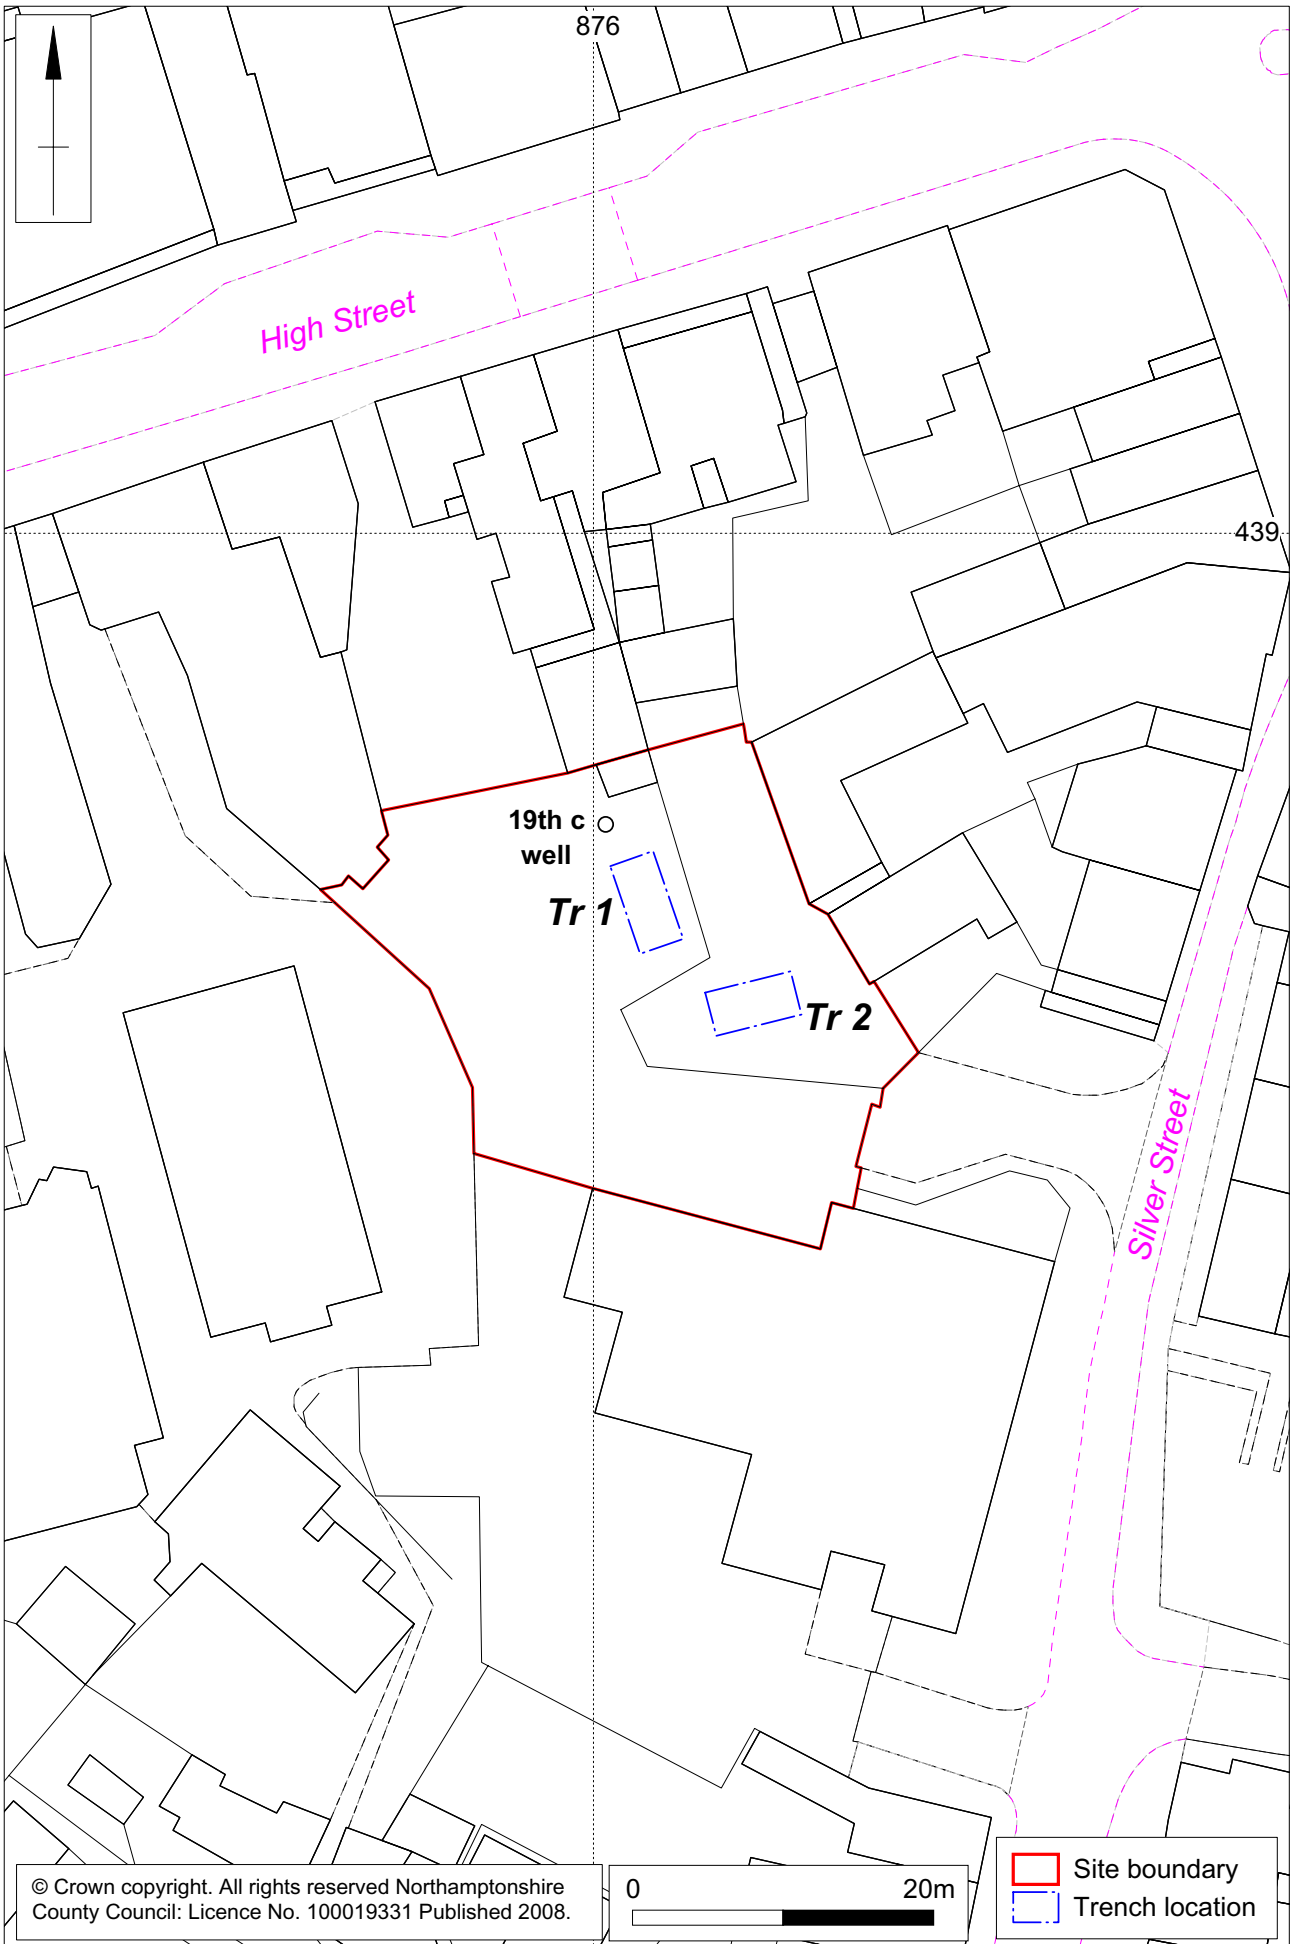 876
High Street
439
19th c
well
Tr 1
Tr 2
Silver Street
© Crown copyright. All rights reserved Northamptonshire
County Council: Licence No. 100019331 Published 2008.
0 20m
Site boundary
Trench location